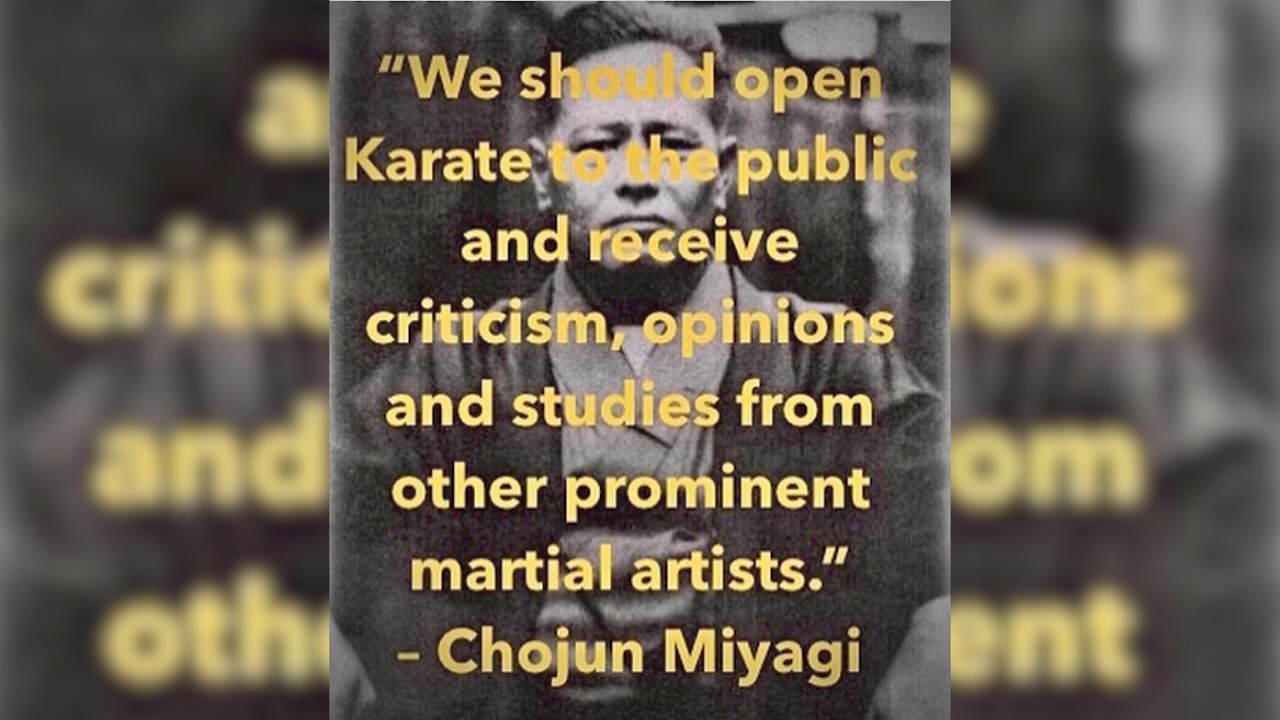 “We should open
Karate to the public
and receive
criticism, opinions
and studies from
other prominent
martial artists.”
– Chojun Miyagi